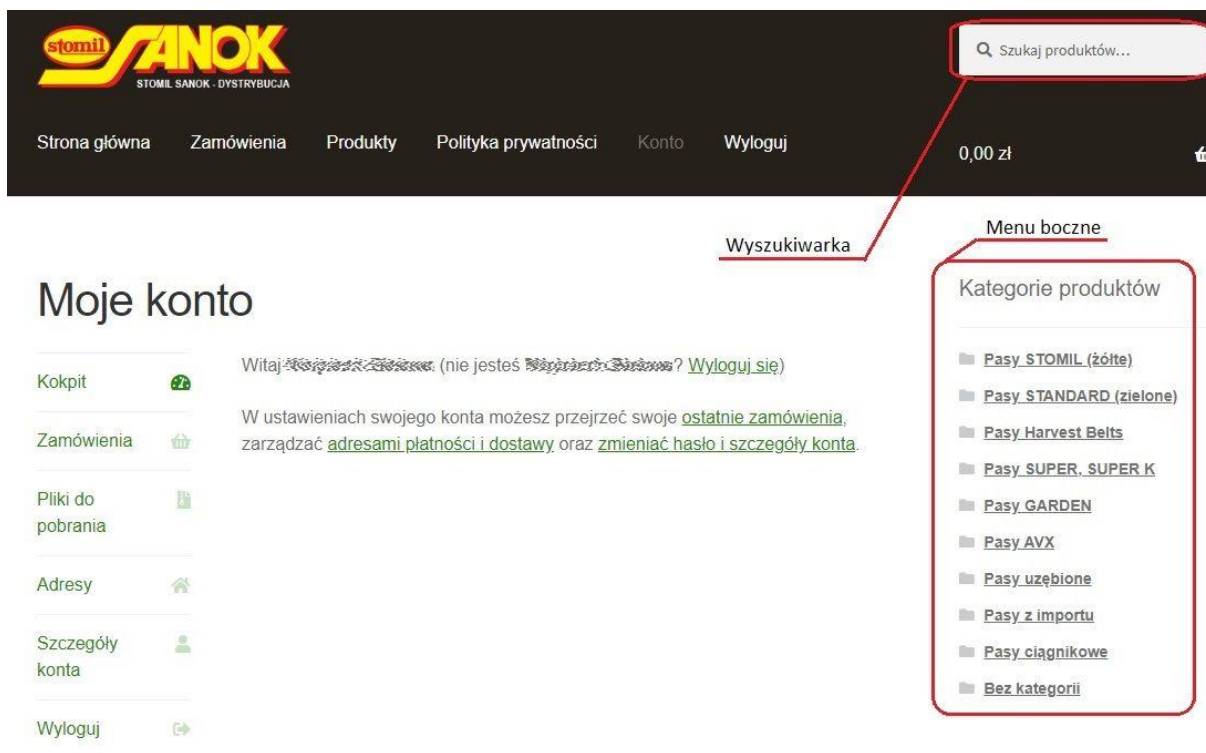 stomil SANOK
STOMIL SANOK - DYSTRYBUCJA
Szukaj produktów...
Strona główna Zamówienia Produkty Polityka prywatności Konto Wyloguj
0,00 zł
Wyszukiwarka
Menu boczne
Moje konto
Kokpit
Zamówienia
Pliki do
pobrania
Adresy
Szczegóły
konta
Wyloguj
Witaj (nie jesteś ? Wyloguj się)
W ustawieniach swojego konta możesz przejrzeć swoje ostatnie zamówienia,
zarządzać adresami płatności i dostawy oraz zmieniać hasło i szczegóły konta.
Kategorie produktów
Pasy STOMIL (żółte)
Pasy STANDARD (zielone)
Pasy Harvest Belts
Pasy SUPER, SUPER K
Pasy GARDEN
Pasy AVX
Pasy uzębione
Pasy z importu
Pasy ciągnikowe
Bez kategorii